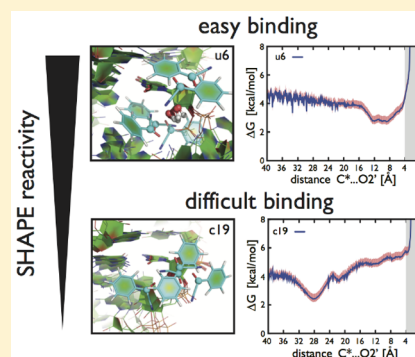 easy binding
SHAPE reactivity
u6
u6
ΔG [kcal/mol]
8
6
4
2
0
40 36 32 28 24 20 16 12 8 4
distance C*...O2' [Å]
difficult binding
c19
c19
ΔG [kcal/mol]
8
6
4
2
0
40 36 32 28 24 20 16 12 8 4
distance C*...O2' [Å]